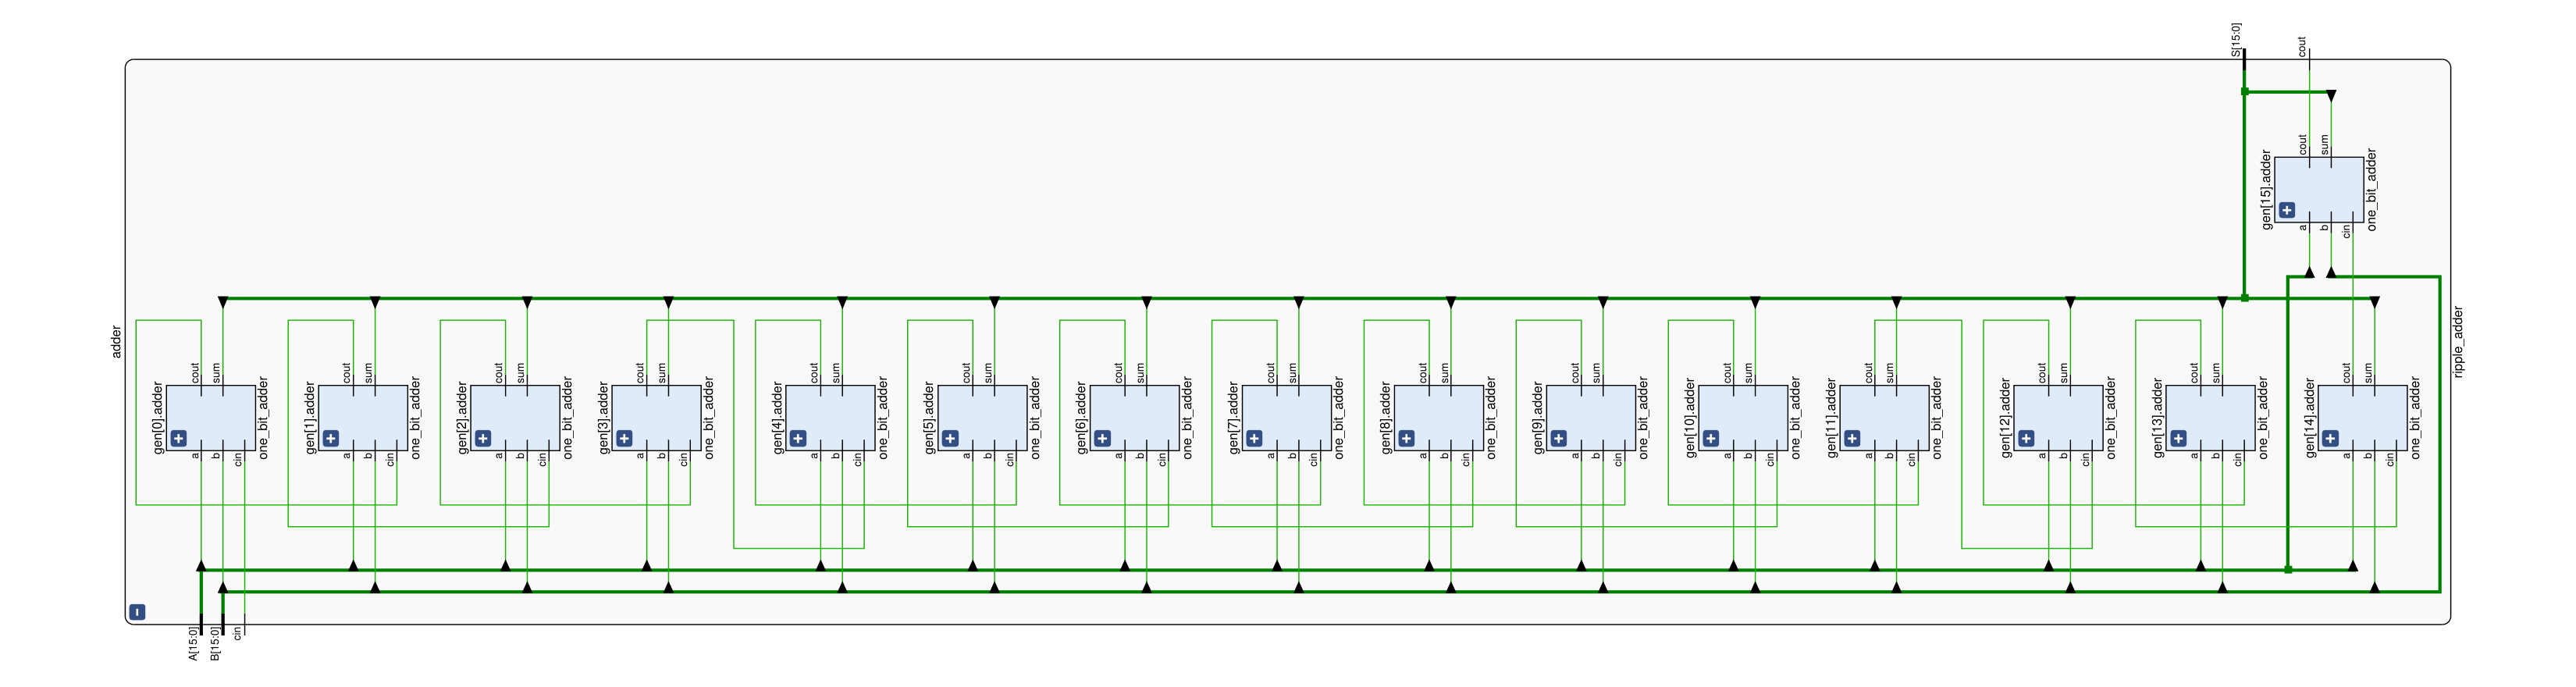 S[15:0]
cout
cout
sum
gen[15].adder
one_bit_adder
a
b
cin
adder
ripple_adder
cout
sum
gen[0].adder
one_bit_adder
a
b
cin
cout
sum
gen[1].adder
one_bit_adder
a
b
cin
cout
sum
gen[2].adder
one_bit_adder
a
b
cin
cout
sum
gen[3].adder
one_bit_adder
a
b
cin
cout
sum
gen[4].adder
one_bit_adder
a
b
cin
cout
sum
gen[5].adder
one_bit_adder
a
b
cin
cout
sum
gen[6].adder
one_bit_adder
a
b
cin
cout
sum
gen[7].adder
one_bit_adder
a
b
cin
cout
sum
gen[8].adder
one_bit_adder
a
b
cin
cout
sum
gen[9].adder
one_bit_adder
a
b
cin
cout
sum
gen[10].adder
one_bit_adder
a
b
cin
cout
sum
gen[11].adder
one_bit_adder
a
b
cin
cout
sum
gen[12].adder
one_bit_adder
a
b
cin
cout
sum
gen[13].adder
one_bit_adder
a
b
cin
cout
sum
gen[14].adder
one_bit_adder
a
b
cin
A[15:0]
B[15:0]
cin